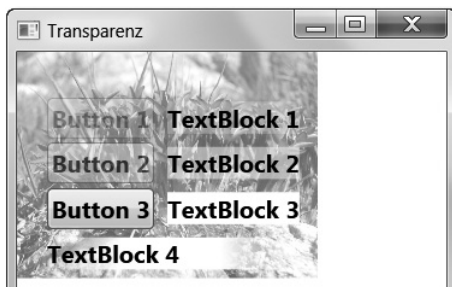 Transparenz
Button 1 TextBlock 1
Button 2 TextBlock 2
Button 3 TextBlock 3
TextBlock 4